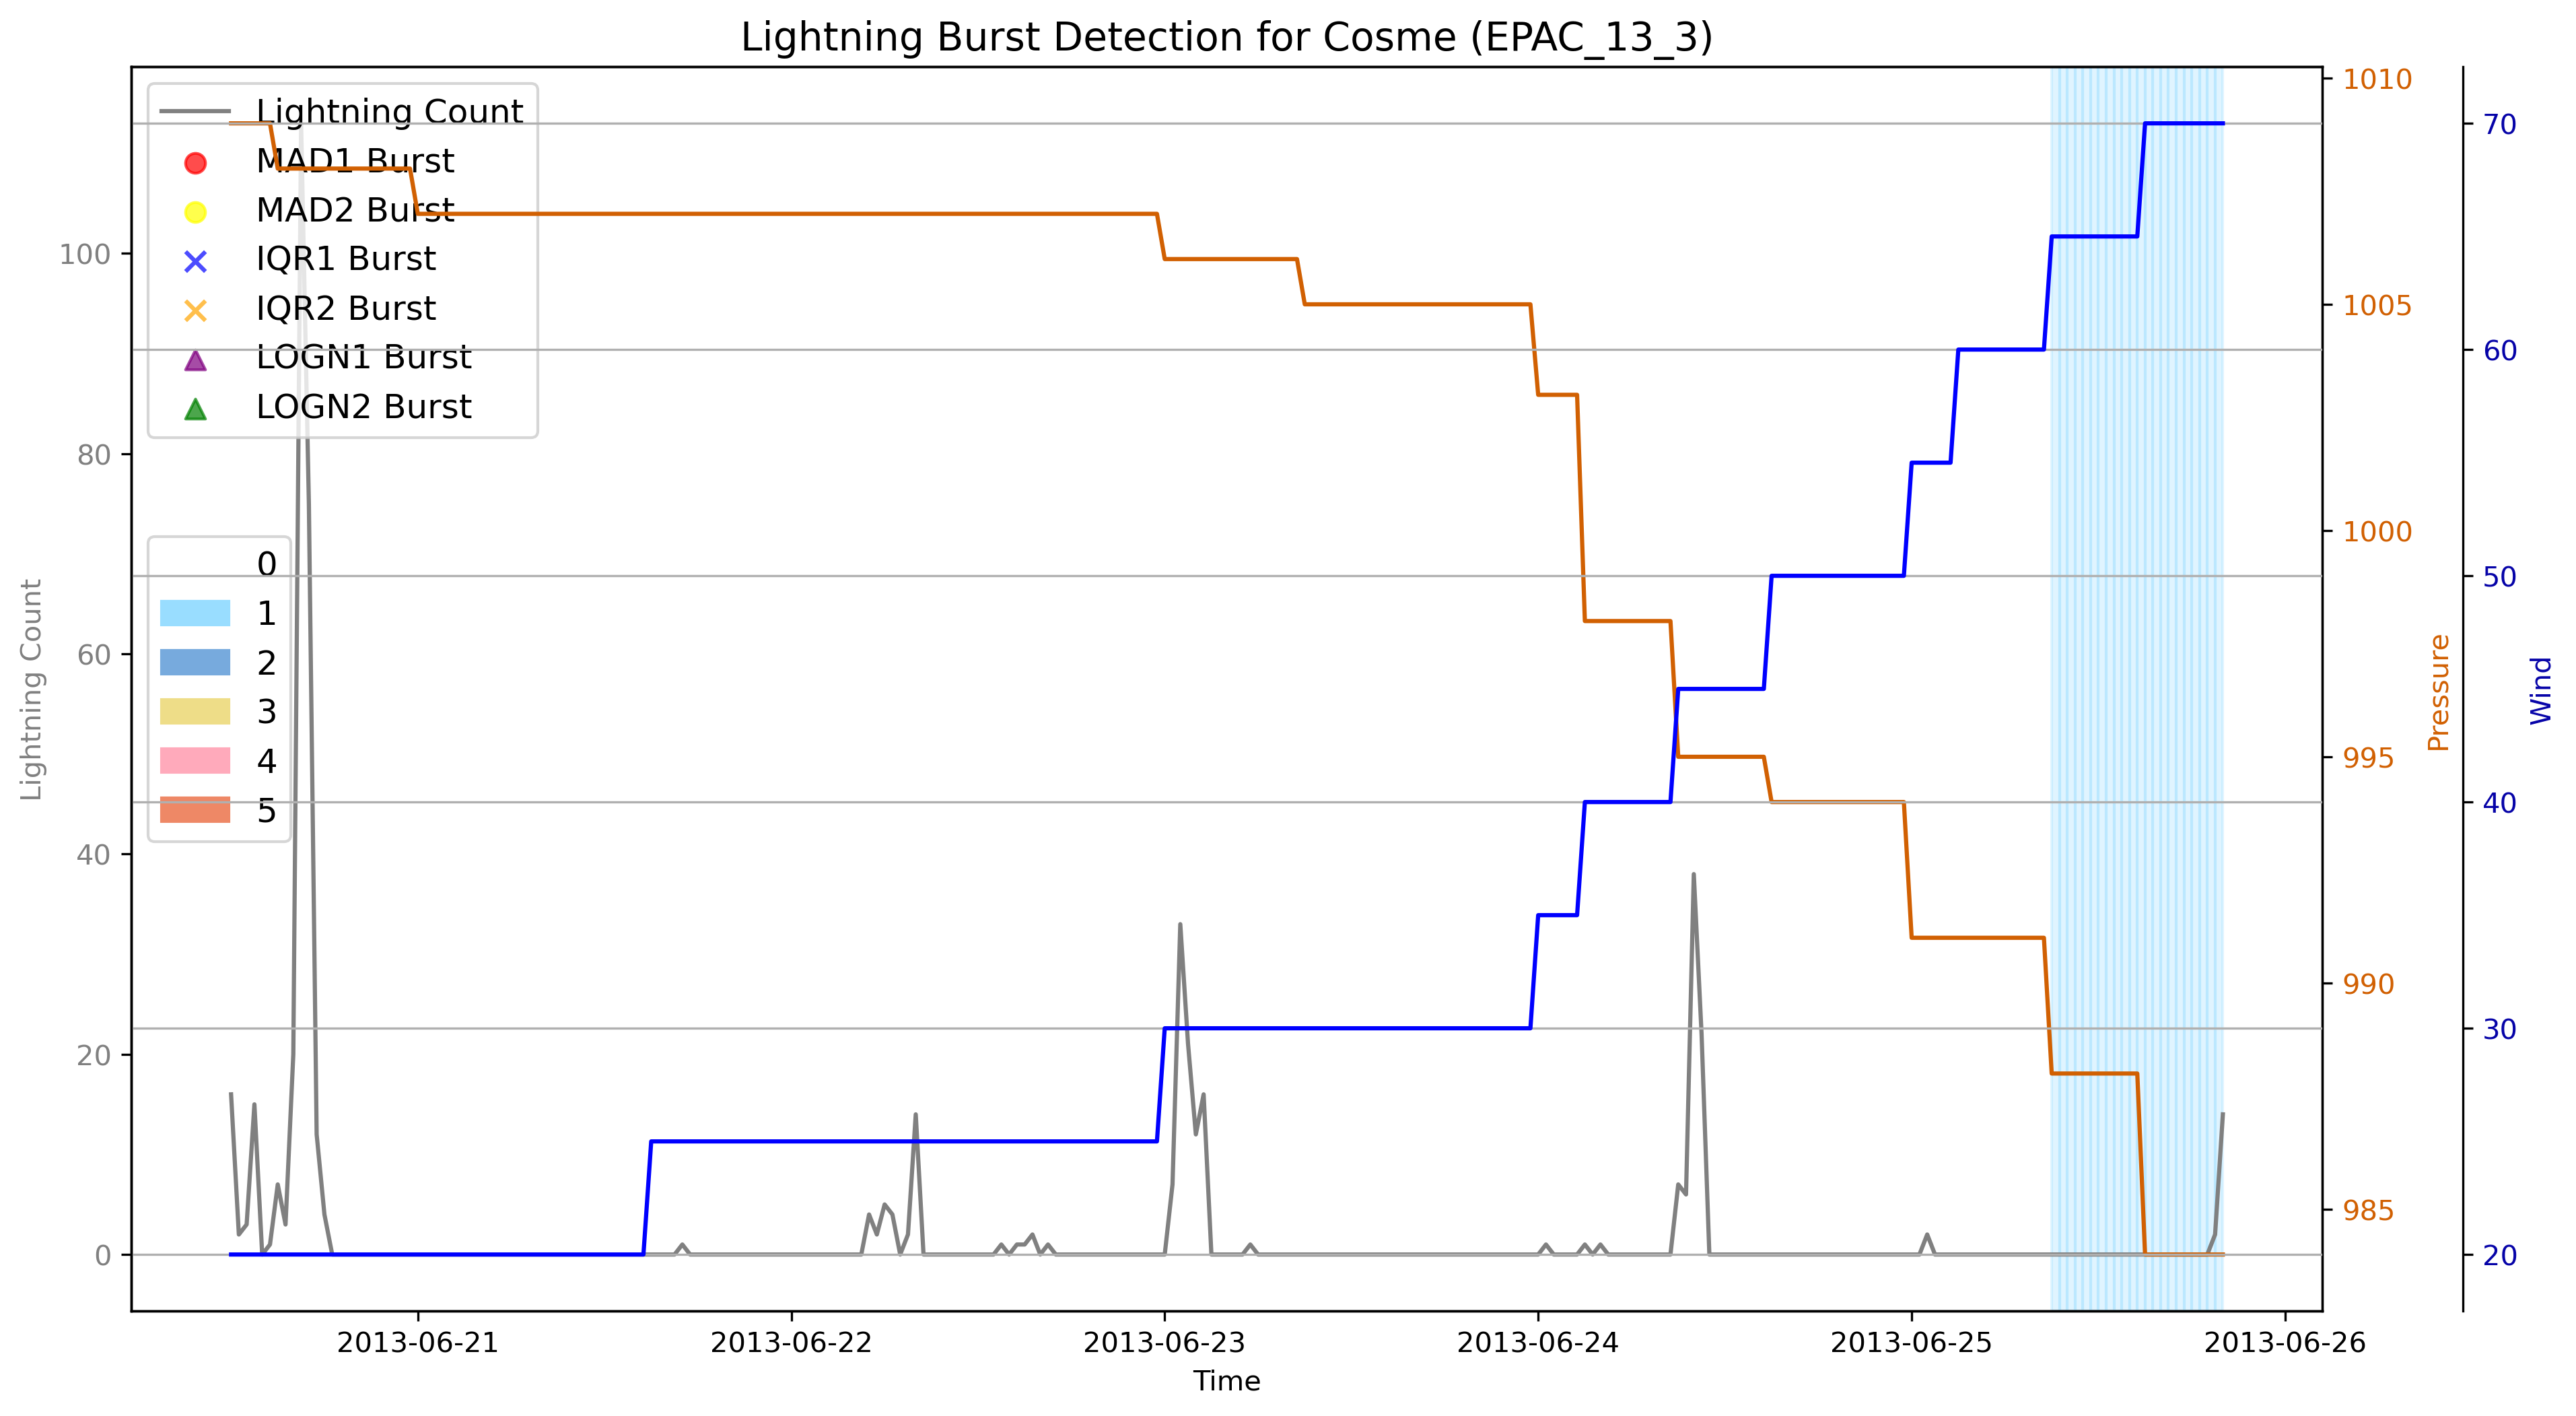 Lightning Burst Detection for Cosme (EPAC_13_3)
Lightning Count
MAD1 Burst
MAD2 Burst
IQR1 Burst
IQR2 Burst
LOGN1 Burst
LOGN2 Burst
0
1
2
3
4
5
Lightning Count
100
80
60
40
20
0
1010
1005
1000
995
990
985
Pressure
70
60
50
40
30
20
Wind
2013-06-21 2013-06-22 2013-06-23 2013-06-24 2013-06-25 2013-06-26
Time